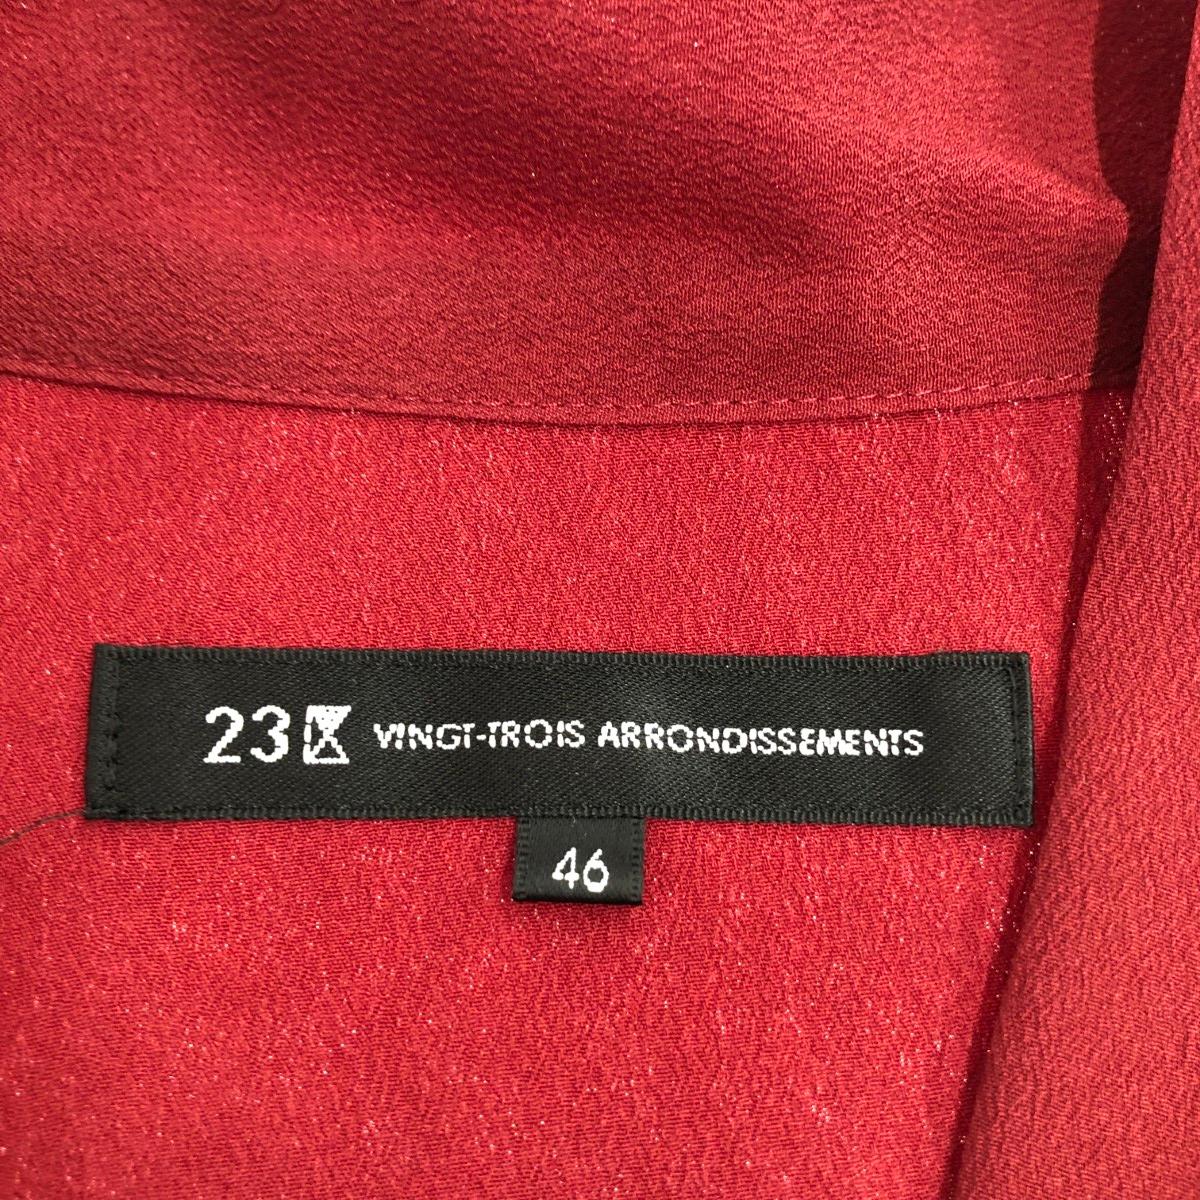 23区 VINGT-TROIS ARRONDISSEMENTS
46